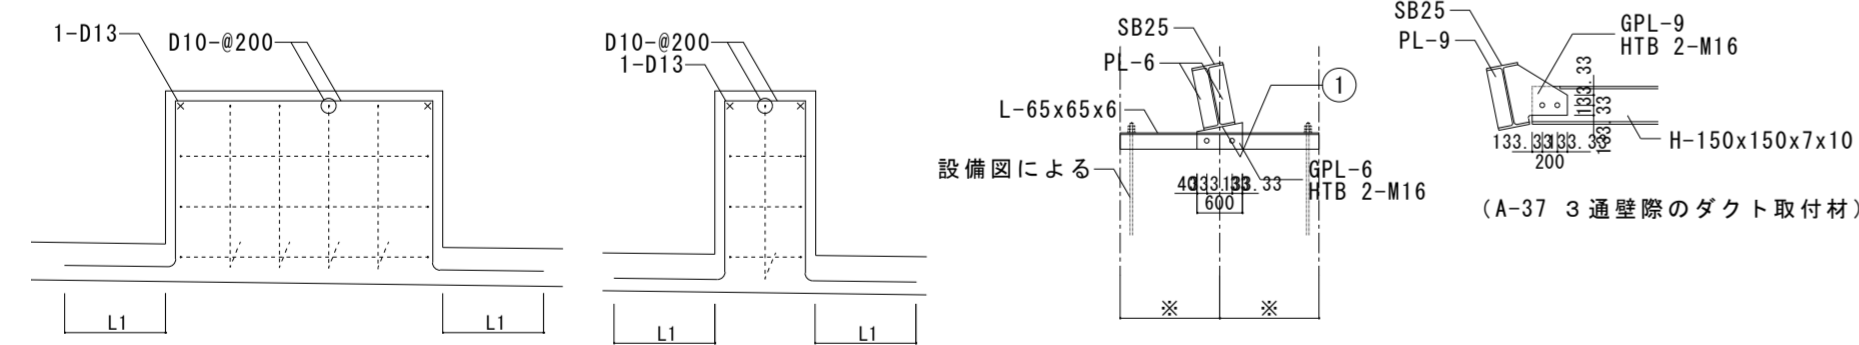 1-D13
D10-@200
L1
L1
D10-@200
1-D13
L1
L1
SB25
PL-6
①
L-65x65x6
設備図による
GPL-6
HTB 2-M16
600
※
※
SB25
PL-9
GPL-9
HTB 2-M16
H-150x150x7x10
200
(A-37 3通壁際のダクト取付材)